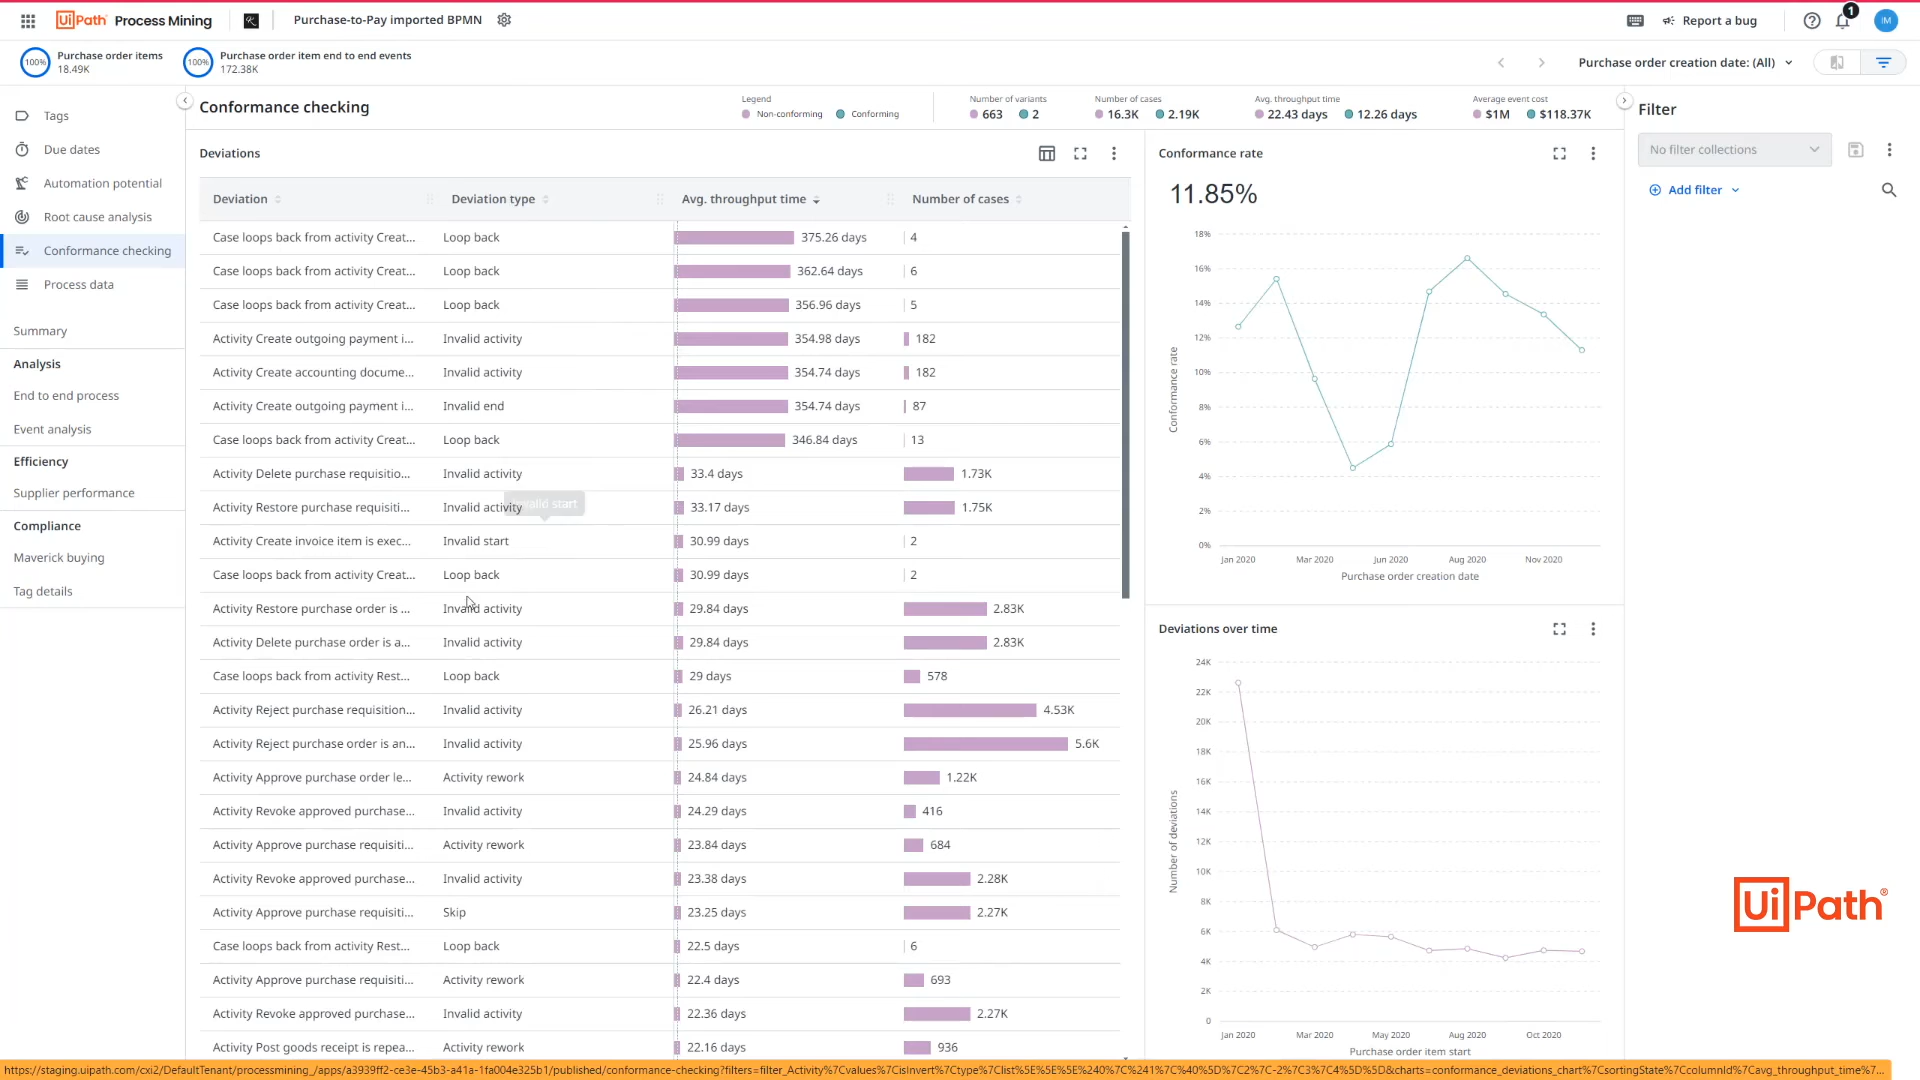 UiPath Process Mining
Purchase-to-Pay imported BPMN
Report a bug
1
IM
100%
Purchase order items
18.49K
100%
Purchase order item end to end events
172.38K
Purchase order creation date: (All)
Tags
Due dates
Automation potential
Root cause analysis
Conformance checking
Process data
Summary
Analysis
End to end process
Event analysis
Efficiency
Supplier performance
Compliance
Maverick buying
Tag details
Conformance checking
Legend
Non-conforming Conforming
Number of variants
663 2
Number of cases
16.3K 2.19K
Avg. throughput time
22.43 days 12.26 days
Average event cost
$1M $118.37K
Deviations
Deviation Deviation type Avg. throughput time Number of cases
Case loops back from activity Creat... Loop back 375.26 days 4
Case loops back from activity Creat... Loop back 362.64 days 6
Case loops back from activity Creat... Loop back 356.96 days 5
Activity Create outgoing payment i... Invalid activity 354.98 days 182
Activity Create accounting docume... Invalid activity 354.74 days 182
Activity Create outgoing payment i... Invalid end 354.74 days 87
Case loops back from activity Creat... Loop back 346.84 days 13
Activity Delete purchase requisitio... Invalid activity 33.4 days 1.73K
Activity Restore purchase requisiti... Invalid activity 33.17 days 1.75K
Activity Create invoice item is exec... Invalid start 30.99 days 2
Case loops back from activity Creat... Loop back 30.99 days 2
Activity Restore purchase order is ... Invalid activity 29.84 days 2.83K
Activity Delete purchase order is a... Invalid activity 29.84 days 2.83K
Case loops back from activity Rest... Loop back 29 days 578
Activity Reject purchase requisition... Invalid activity 26.21 days 4.53K
Activity Reject purchase order is an... Invalid activity 25.96 days 5.6K
Activity Approve purchase order le... Activity rework 24.84 days 1.22K
Activity Revoke approved purchase... Invalid activity 24.29 days 416
Activity Approve purchase requisiti... Activity rework 23.84 days 684
Activity Revoke approved purchase... Invalid activity 23.38 days 2.28K
Activity Approve purchase requisiti... Skip 23.25 days 2.27K
Case loops back from activity Rest... Loop back 22.5 days 6
Activity Approve purchase requisiti... Activity rework 22.4 days 693
Activity Revoke approved purchase... Invalid activity 22.36 days 2.27K
Activity Post goods receipt is repea... Activity rework 22.16 days 936
Conformance rate
11.85%
18%
16%
14%
12%
10%
8%
6%
4%
2%
0%
Conformance rate
Jan 2020 Mar 2020 Jun 2020 Aug 2020 Nov 2020
Purchase order creation date
Deviations over time
24K
22K
20K
18K
16K
14K
12K
10K
8K
6K
4K
2K
0
Number of deviations
Jan 2020 Mar 2020 May 2020 Aug 2020 Oct 2020
Purchase order item start
Filter
No filter collections
Add filter
UiPath®